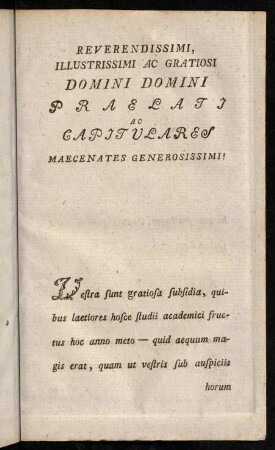 REVERENDISSIMI,
ILLUSTRISSIMI AC GRATIOSI
DOMINI DOMINI
PRAELATI
AC
CAPITULARES
MAECENATES GENEROSISSIMI!
Vestra sunt gratiosa subsidia, qui-
bus laetiores hosce studii academici fruc-
tus hoc anno meto — quid aequum ma-
gis erat, quam ut vestris sub auspiciis
horum